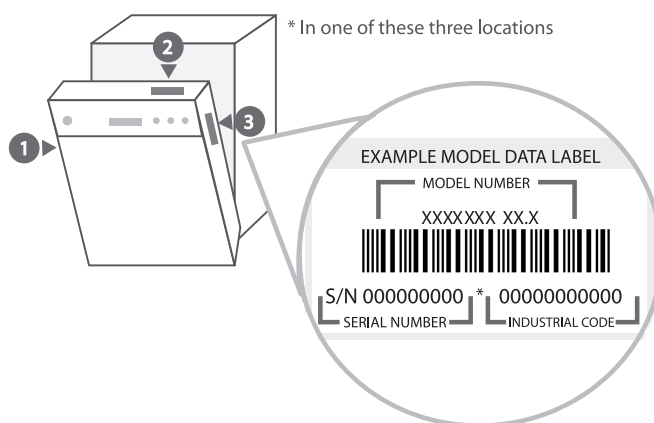 * In one of these three locations
2
1
3
EXAMPLE MODEL DATA LABEL
MODEL NUMBER
XXXXXXX XX.X
S/N 000000000 * 00000000000
SERIAL NUMBER INDUSTRIAL CODE